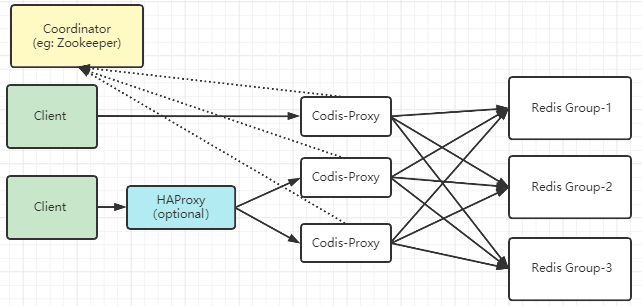 Coordinator
(eg: Zookeeper)
Client
Codis-Proxy
Redis Group-1
Codis-Proxy
Redis Group-2
Client
HAProxy
(optional)
Codis-Proxy
Redis Group-3